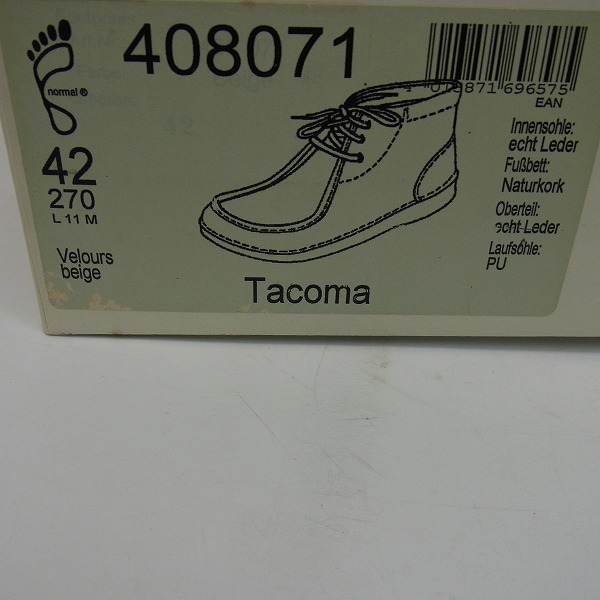 408071
normal®
42
270
L 11 M
Velours
beige
Tacoma
696575
EAN
Innensohle:
echt Leder
Fußbett:
Naturkork
Oberteil:
echt Leder
Laufsohle:
PU